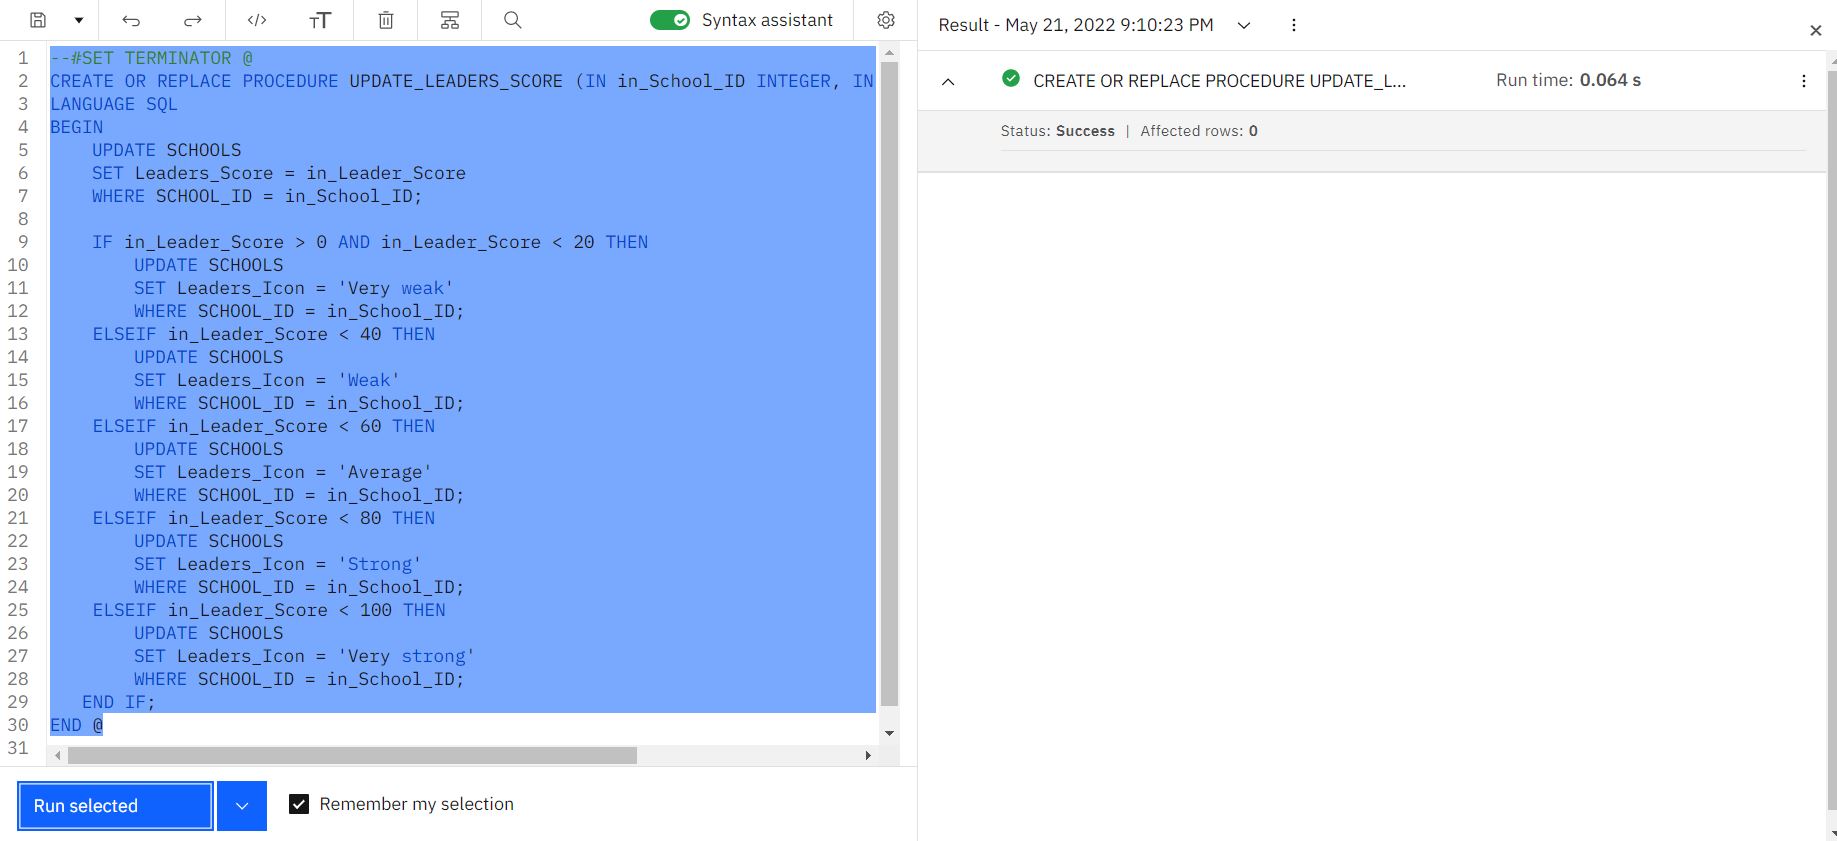 Syntax assistant
1 --#SET TERMINATOR @
2 CREATE OR REPLACE PROCEDURE UPDATE_LEADERS_SCORE (IN in_School_ID INTEGER, IN
3 LANGUAGE SQL
4 BEGIN
5 UPDATE SCHOOLS
6 SET Leaders_Score = in_Leader_Score
7 WHERE SCHOOL_ID = in_School_ID;
8
9 IF in_Leader_Score > 0 AND in_Leader_Score < 20 THEN
10 UPDATE SCHOOLS
11 SET Leaders_Icon = 'Very weak'
12 WHERE SCHOOL_ID = in_School_ID;
13 ELSEIF in_Leader_Score < 40 THEN
14 UPDATE SCHOOLS
15 SET Leaders_Icon = 'Weak'
16 WHERE SCHOOL_ID = in_School_ID;
17 ELSEIF in_Leader_Score < 60 THEN
18 UPDATE SCHOOLS
19 SET Leaders_Icon = 'Average'
20 WHERE SCHOOL_ID = in_School_ID;
21 ELSEIF in_Leader_Score < 80 THEN
22 UPDATE SCHOOLS
23 SET Leaders_Icon = 'Strong'
24 WHERE SCHOOL_ID = in_School_ID;
25 ELSEIF in_Leader_Score < 100 THEN
26 UPDATE SCHOOLS
27 SET Leaders_Icon = 'Very strong'
28 WHERE SCHOOL_ID = in_School_ID;
29 END IF;
30 END @
31
Run selected
Remember my selection
Result - May 21, 2022 9:10:23 PM
CREATE OR REPLACE PROCEDURE UPDATE_L... Run time: 0.064 s
Status: Success | Affected rows: 0